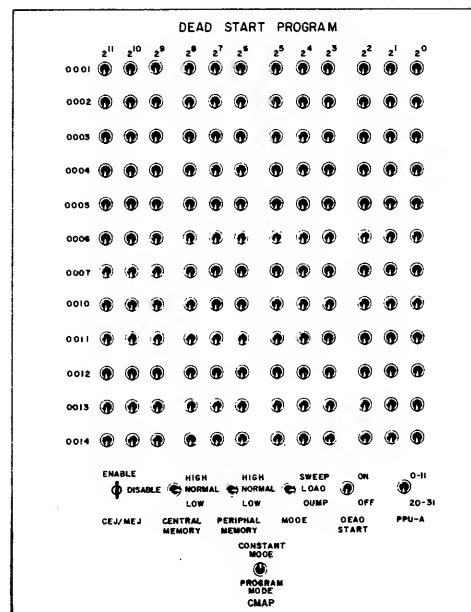 DEAD START PROGRAM
2¹¹ 2¹⁰ 2⁹ 2⁸ 2⁷ 2⁶ 2⁵ 2⁴ 2³ 2² 2¹ 2⁰
0001
0002
0003
0004
0005
0006
0007
0010
0011
0012
0013
0014
ENABLE HIGH HIGH SWEEP ON 0-11
DISABLE NORMAL NORMAL LOAD
LOW LOW DUMP OFF 20-31
CEJ/MEJ CENTRAL PERIPHAL MODE DEAD PPU-A
MEMORY MEMORY START
CONSTANT
MODE
PROGRAM
MODE
CMAP